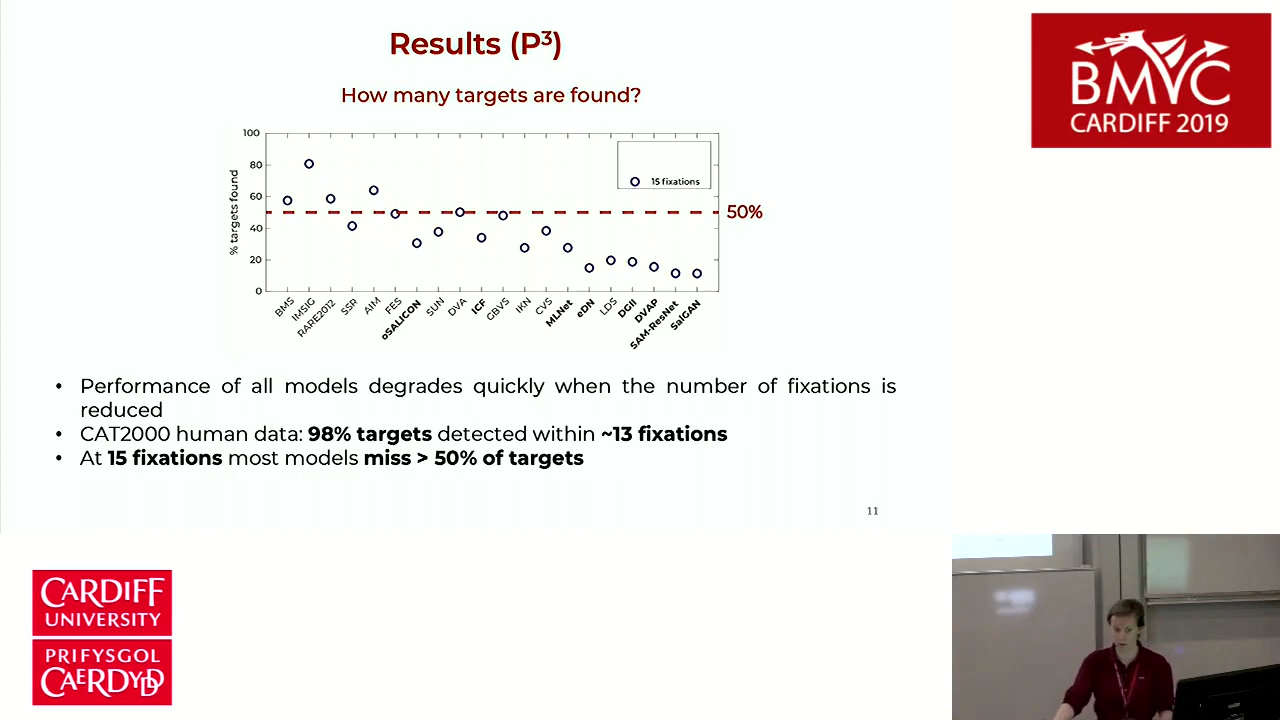 Results (P³)
How many targets are found?
BMVC
CARDIFF 2019
100
80
60
40
20
0
% targets found
15 fixations
50%
BMS
IMSIG
RARE2012
SSR
AIM
FES
oSALICON
SUN
DVA
ICF
GBVS
IKN
CVS
MLNet
eDN
LDS
DGII
DVAP
SAM-ResNet
SalGAN
• Performance of all models degrades quickly when the number of fixations is
reduced
• CAT2000 human data: 98% targets detected within ~13 fixations
• At 15 fixations most models miss > 50% of targets
11
CARDIFF
UNIVERSITY
PRIFYSGOL
CAERDYDD